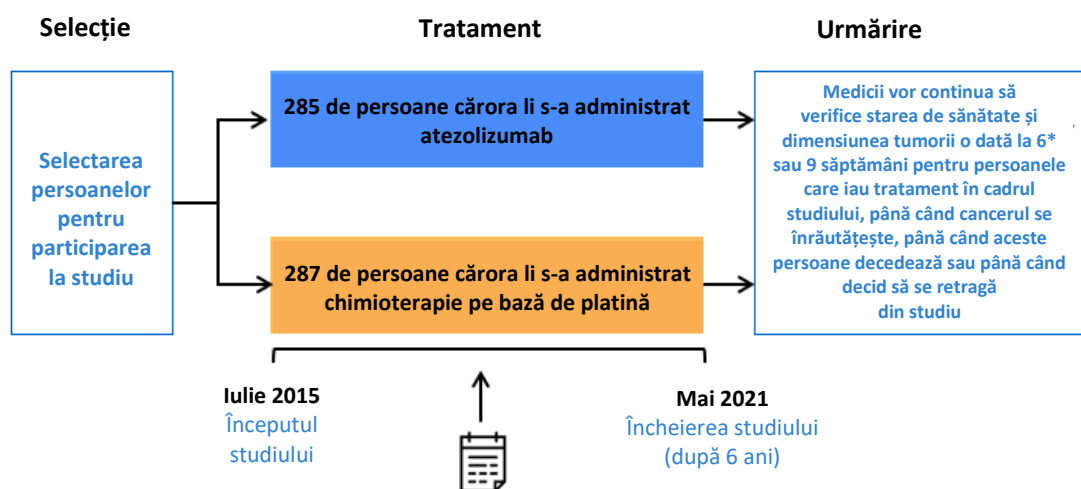 Selecție
Tratament
Urmărire
Selectarea
persoanelor
pentru
participarea
la studiu
285 de persoane cărora li s-a administrat
atezolizumab
287 de persoane cărora li s-a administrat
chimioterapie pe bază de platină
Medicii vor continua să
verifice starea de sănătate și
dimensiunea tumorii o dată la 6*
sau 9 săptămâni pentru persoanele
care iau tratament în cadrul
studiului, până când cancerul se
înrăutățește, până când aceste
persoane decedează sau până când
decid să se retragă
din studiu
Iulie 2015
Începutul
studiului
Mai 2021
Încheierea studiului
(după 6 ani)